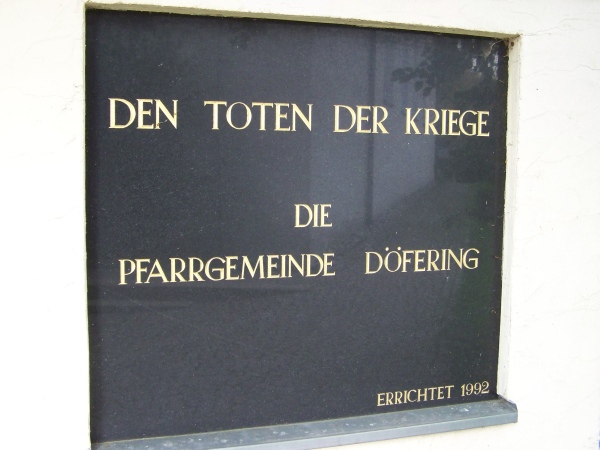 DEN TOTEN DER KRIEGE
DIE
PFARRGEMEINDE DÖFERING
ERRICHTET 1992